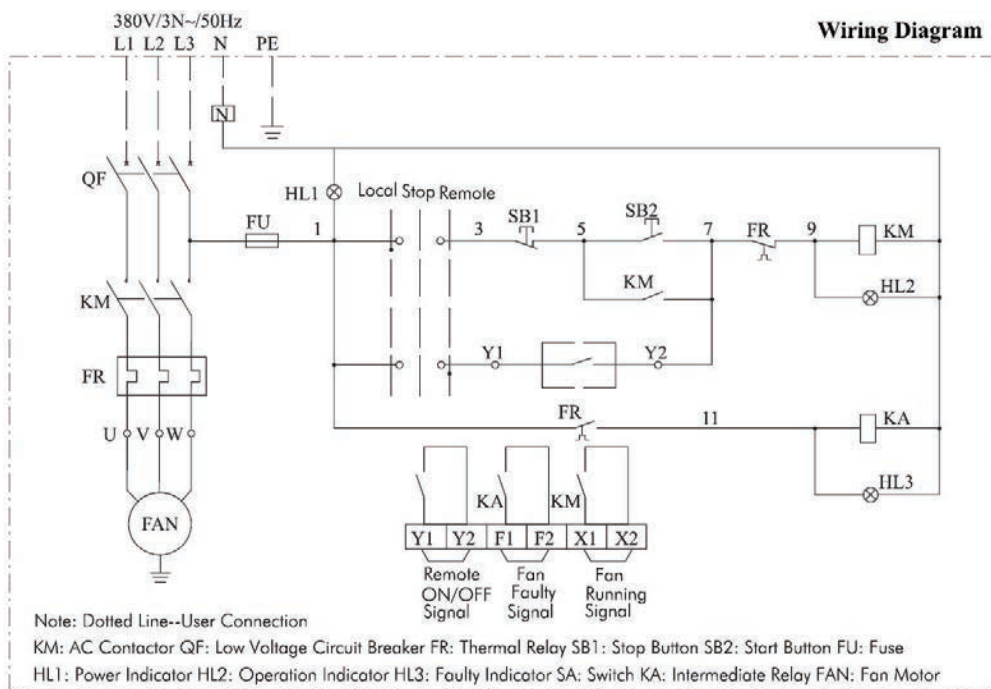 Wiring Diagram
380V/3N~/50Hz
L1 L2 L3 N PE
N
QF
HL1
Local Stop Remote
FU
1
3
SB1
5
SB2
7
FR
9
KM
KM
HL2
KM
FR
Y1
Y2
FR
11
KA
U V W
HL3
KA
KM
FAN
Y1 Y2 F1 F2 X1 X2
Remote ON/OFF Signal
Fan Faulty Signal
Fan Running Signal
Note: Dotted Line--User Connection
KM: AC Contactor QF: Low Voltage Circuit Breaker FR: Thermal Relay SB1: Stop Button SB2: Start Button FU: Fuse
HL1: Power Indicator HL2: Operation Indicator HL3: Faulty Indicator SA: Switch KA: Intermediate Relay FAN: Fan Motor